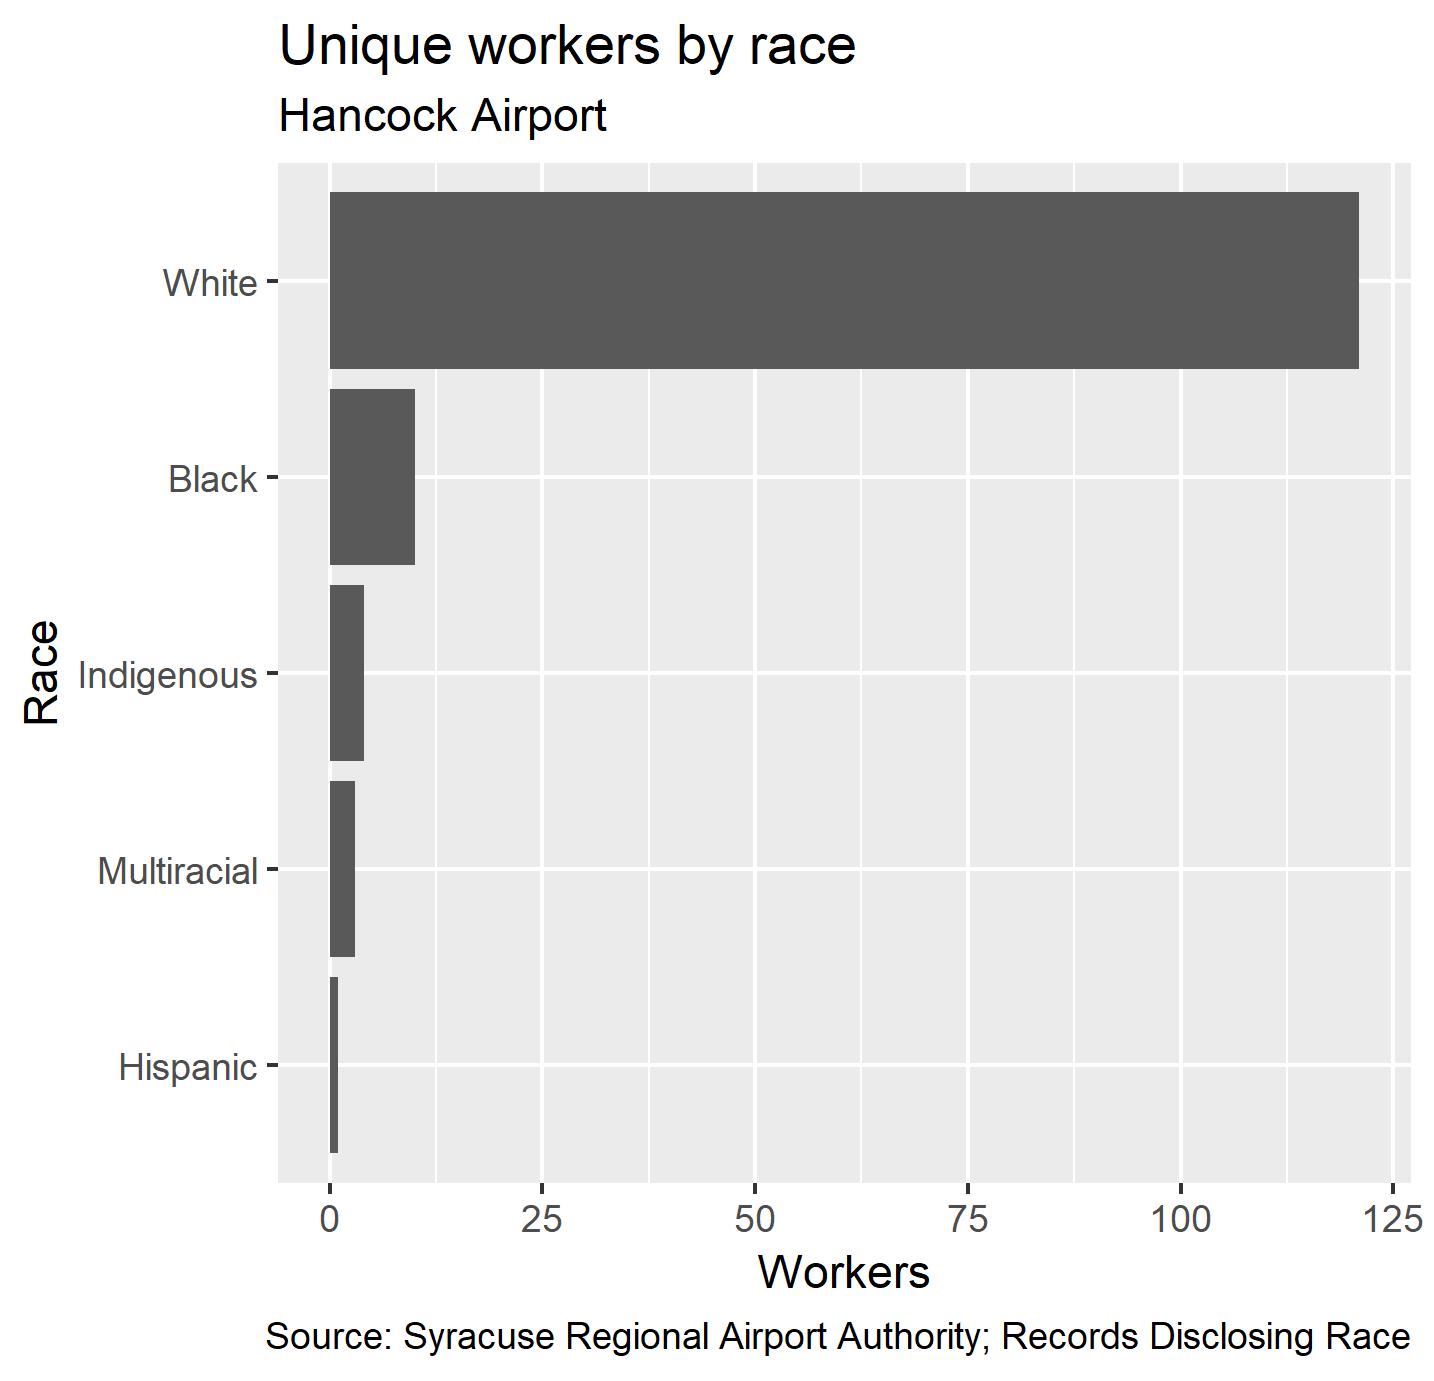 Unique workers by race
Hancock Airport
White
Black
Indigenous
Multiracial
Hispanic
Race
0 25 50 75 100 125
Workers
Source: Syracuse Regional Airport Authority; Records Disclosing Race